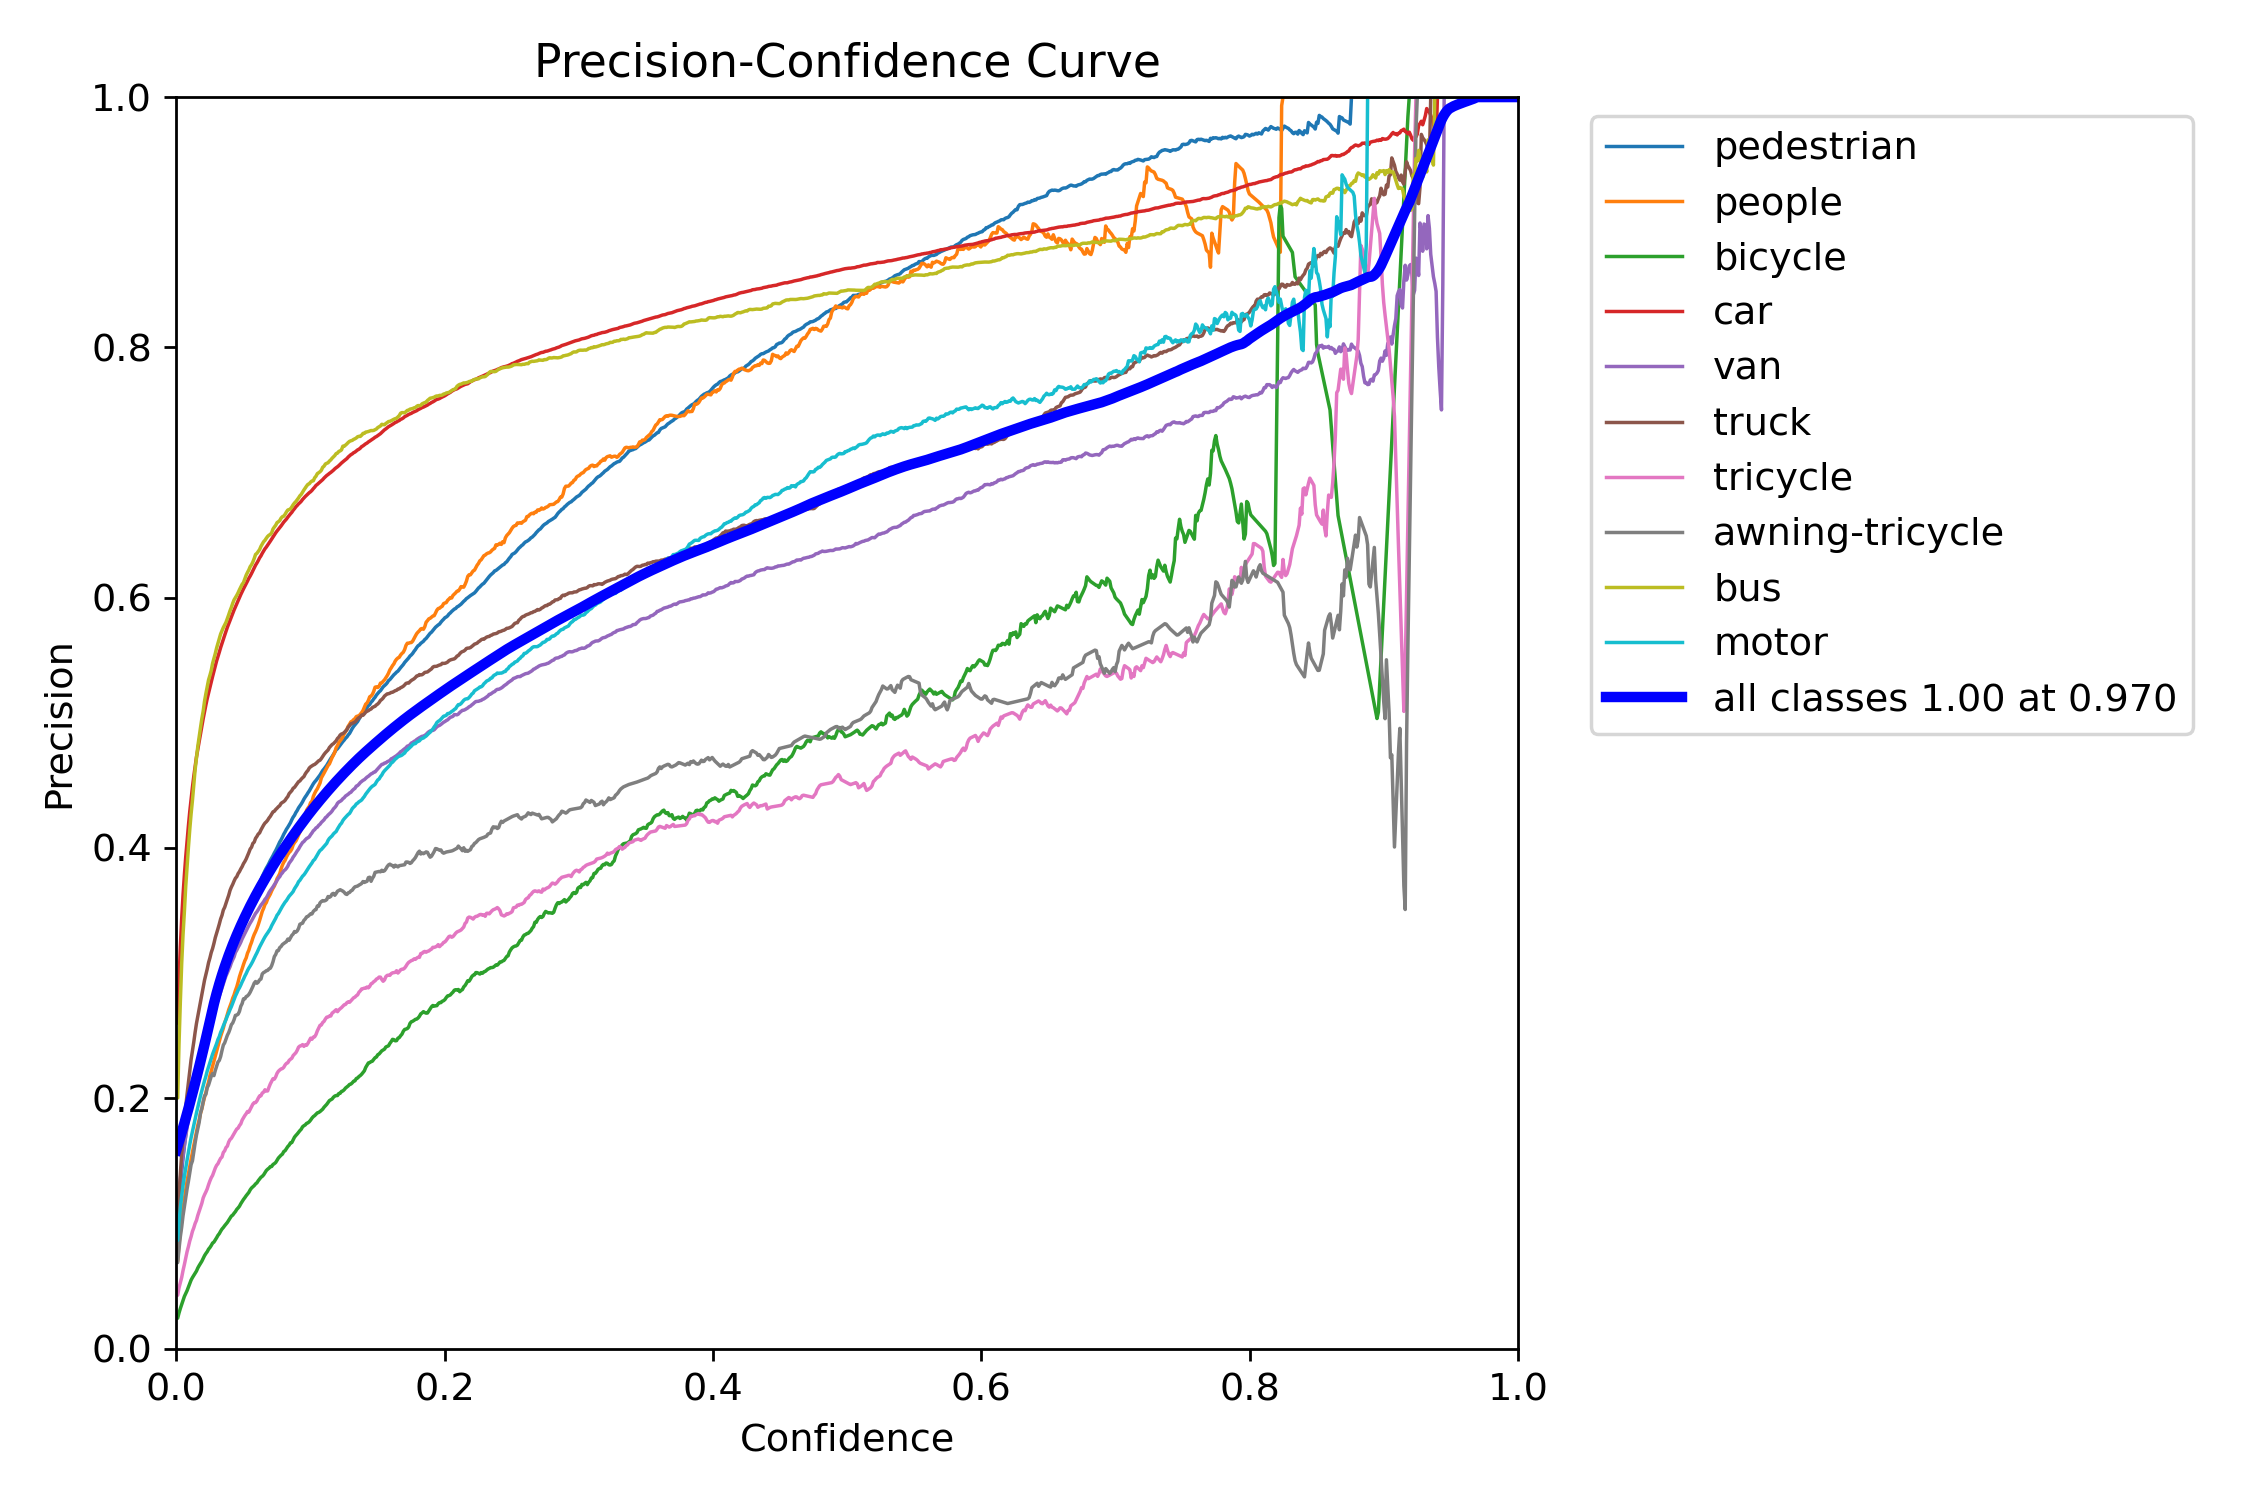 Precision-Confidence Curve
1.0
0.8
0.6
0.4
0.2
0.0
Precision
0.0 0.2 0.4 0.6 0.8 1.0
Confidence
pedestrian
people
bicycle
car
van
truck
tricycle
awning-tricycle
bus
motor
all classes 1.00 at 0.970